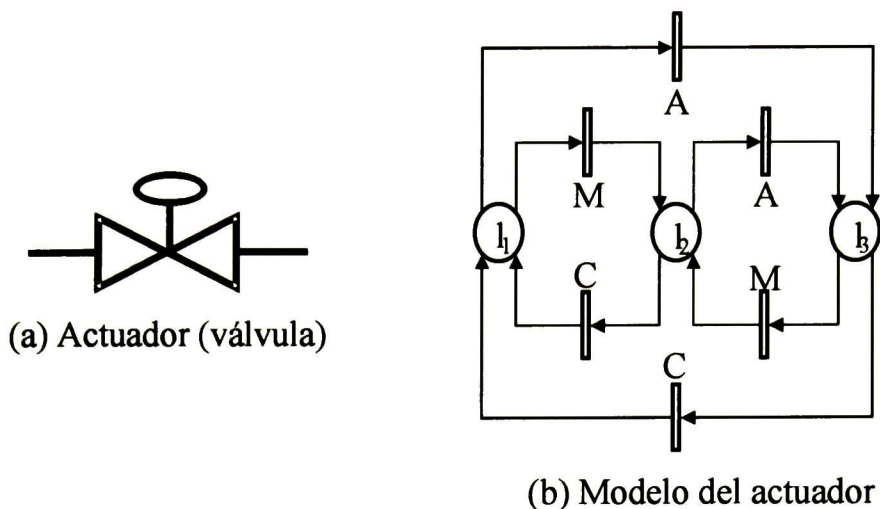 A
M
A
l₁
l₂
l₃
C
M
C
(a) Actuador (válvula)
(b) Modelo del actuador